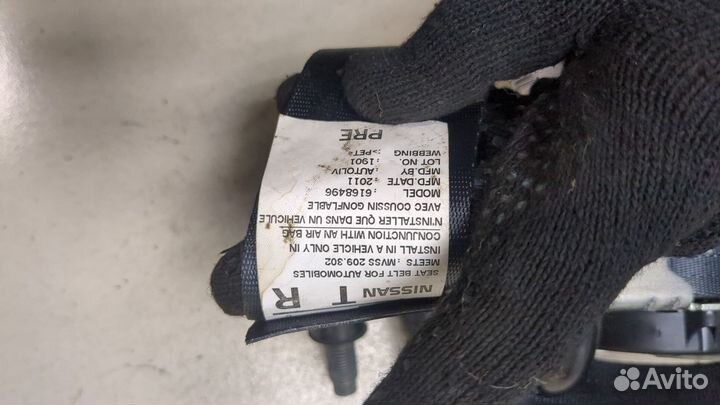 NISSAN T R
SEAT BELT FOR AUTOMOBILES
MEETS : MVSS 209.302
INSTALL IN A VEHICLE ONLY IN
CONJUNCTION WITH AN AIR BAG
N'INSTALLER QUE DANS UN VEHICULE
AVEC COUSSIN GONFLABLE
MODEL : 6168496
MFD.DATE : 2011
MFD.BY : AUTOLIV
LOT NO. : 1901
WEBBING >PET<
PRE
Avito